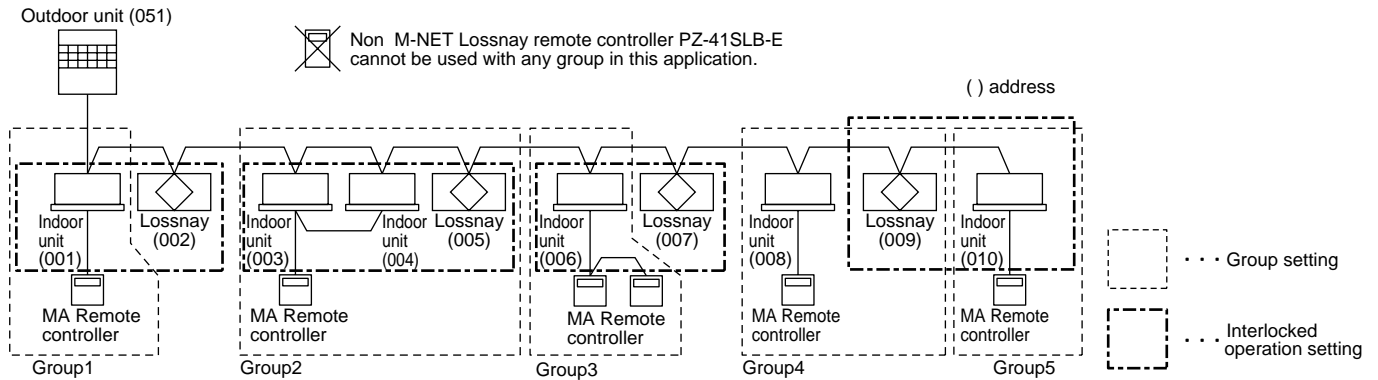 Outdoor unit (051)
Non M-NET Lossnay remote controller PZ-41SLB-E
cannot be used with any group in this application.
( ) address
Indoor
unit
(001)
Lossnay
(002)
Indoor
unit
(003)
Indoor
unit
(004)
Lossnay
(005)
Indoor
unit
(006)
Lossnay
(007)
Indoor
unit
(008)
Lossnay
(009)
Indoor
unit
(010)
MA Remote
controller
MA Remote
controller
MA Remote
controller
MA Remote
controller
MA Remote
controller
Group1
Group2
Group3
Group4
Group5
· · · Group setting
· · · Interlocked
operation setting